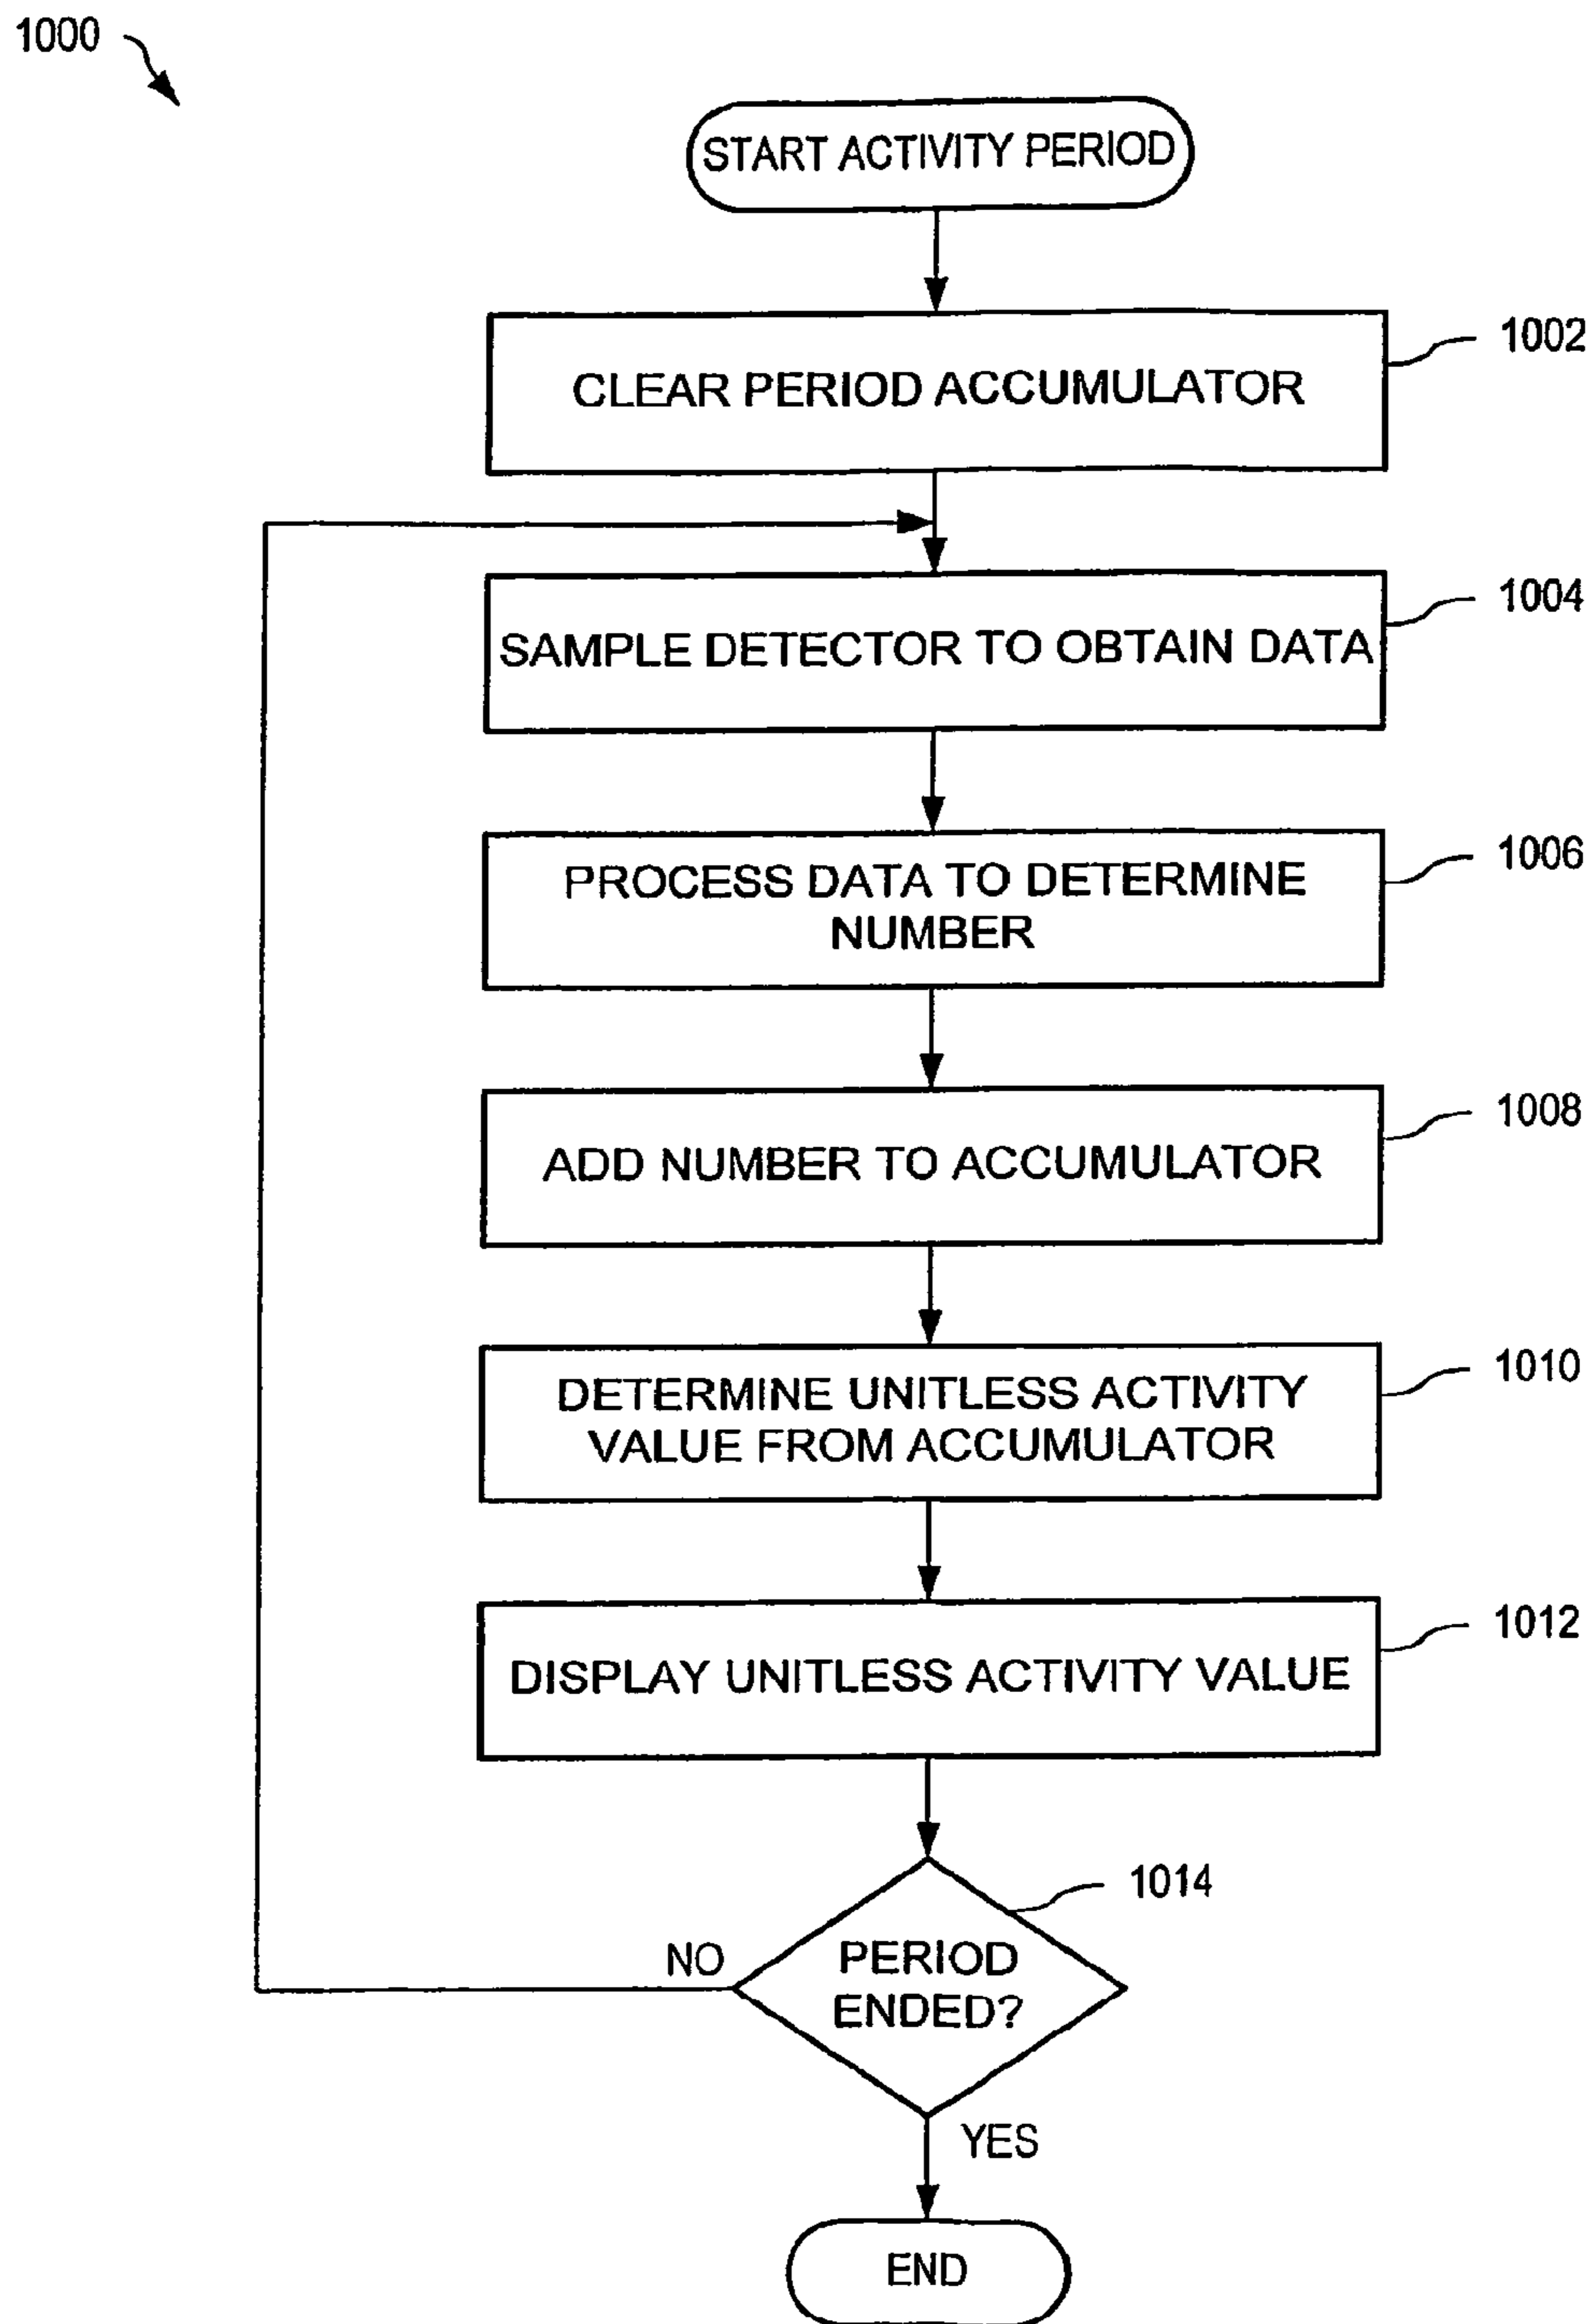 1000
START ACTIVITY PERIOD
1002
CLEAR PERIOD ACCUMULATOR
1004
SAMPLE DETECTOR TO OBTAIN DATA
1006
PROCESS DATA TO DETERMINE
NUMBER
1008
ADD NUMBER TO ACCUMULATOR
1010
DETERMINE UNITLESS ACTIVITY
VALUE FROM ACCUMULATOR
1012
DISPLAY UNITLESS ACTIVITY VALUE
1014
NO
PERIOD
ENDED?
YES
END